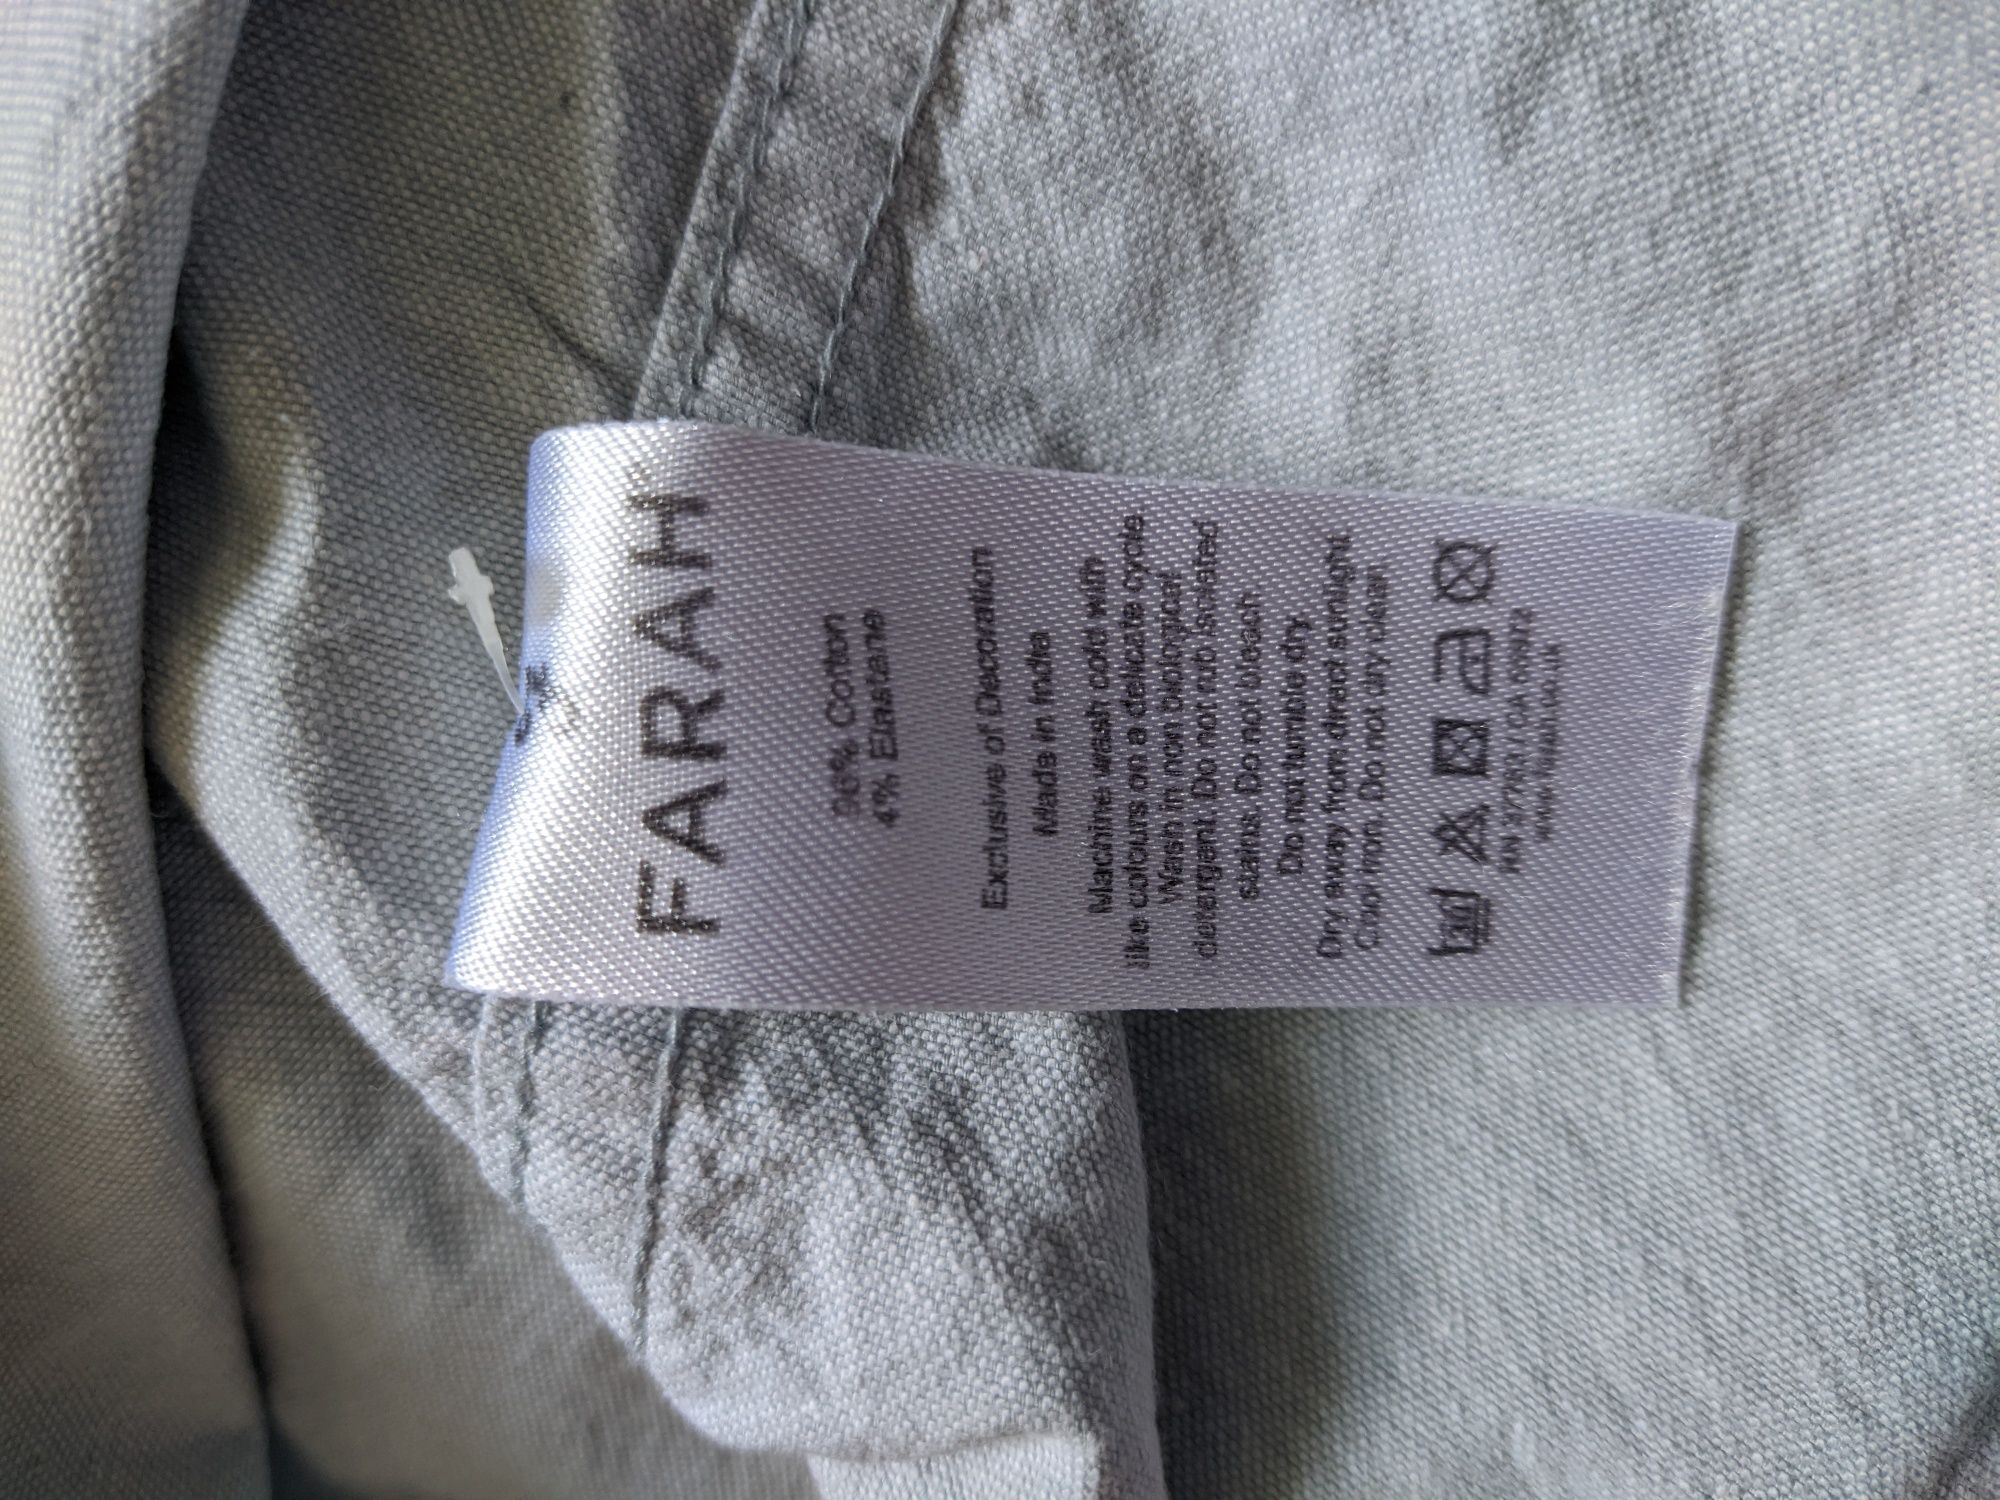 FARAH
96% Cotton
4% Elastane
Exclusive of Decoration
Made in India
Machine wash cold with
like colours on a delicate cycle
Wash in non biological
detergant. Do not rub isolated
stains. Do not bleach
Do not tumble dry
Dry away from direct sunlight
Cool iron. Do not dry clean